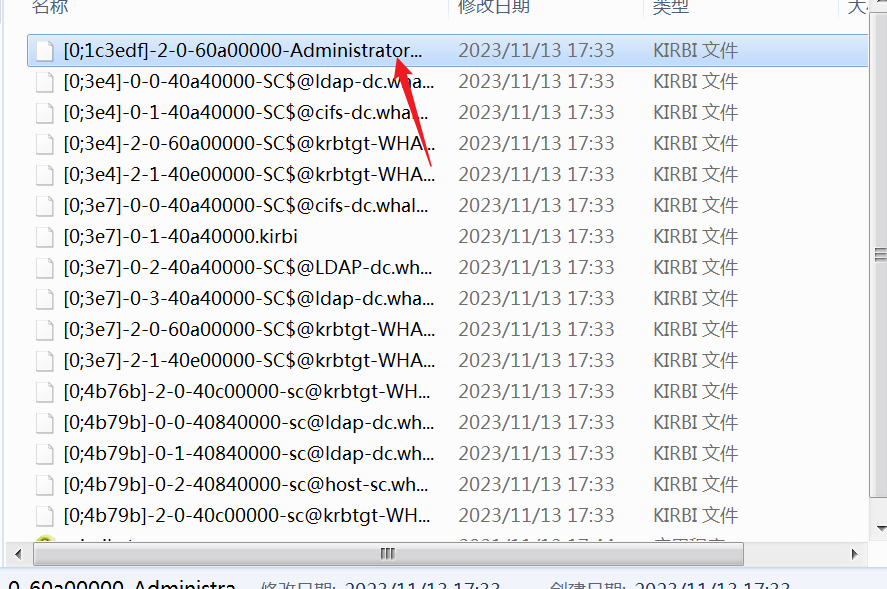 名称 修改日期 类型
[0;1c3edf]-2-0-60a00000-Administrator... 2023/11/13 17:33 KIRBI 文件
[0;3e4]-0-0-40a40000-SC$@ldap-dc.wha... 2023/11/13 17:33 KIRBI 文件
[0;3e4]-0-1-40a40000-SC$@cifs-dc.whal... 2023/11/13 17:33 KIRBI 文件
[0;3e4]-2-0-60a00000-SC$@krbtgt-WHA... 2023/11/13 17:33 KIRBI 文件
[0;3e4]-2-1-40e00000-SC$@krbtgt-WHA... 2023/11/13 17:33 KIRBI 文件
[0;3e7]-0-0-40a40000-SC$@cifs-dc.whal... 2023/11/13 17:33 KIRBI 文件
[0;3e7]-0-1-40a40000.kirbi 2023/11/13 17:33 KIRBI 文件
[0;3e7]-0-2-40a40000-SC$@LDAP-dc.wh... 2023/11/13 17:33 KIRBI 文件
[0;3e7]-0-3-40a40000-SC$@ldap-dc.wha... 2023/11/13 17:33 KIRBI 文件
[0;3e7]-2-0-60a00000-SC$@krbtgt-WHA... 2023/11/13 17:33 KIRBI 文件
[0;3e7]-2-1-40e00000-SC$@krbtgt-WHA... 2023/11/13 17:33 KIRBI 文件
[0;4b76b]-2-0-40c00000-sc@krbtgt-WH... 2023/11/13 17:33 KIRBI 文件
[0;4b79b]-0-0-40840000-sc@ldap-dc.wh... 2023/11/13 17:33 KIRBI 文件
[0;4b79b]-0-1-40840000-sc@ldap-dc.wh... 2023/11/13 17:33 KIRBI 文件
[0;4b79b]-0-2-40840000-sc@host-sc.wh... 2023/11/13 17:33 KIRBI 文件
[0;4b79b]-2-0-40c00000-sc@krbtgt-WH... 2023/11/13 17:33 KIRBI 文件
0-60a00000-Administra... 修改日期: 2023/11/13 17:33 创建日期: 2023/11/13 17:33